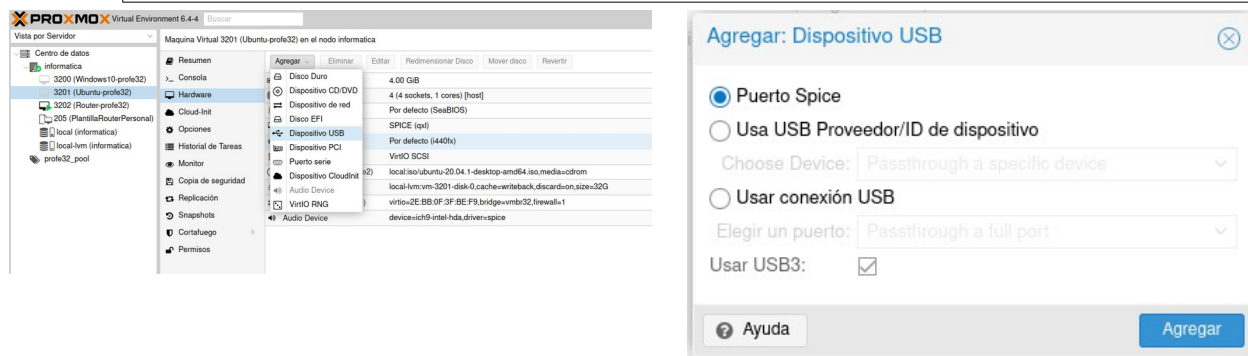 PROXMOX Virtual Environment 6.4-4 Buscar
Vista por Servidor
Maquina Virtual 3201 (Ubuntu-profe32) en el nodo informatica
Centro de datos
informatica
3200 (Windows10-profe32)
3201 (Ubuntu-profe32)
3202 (Router-profe32)
205 (PlantillaRouterPersonal)
local (informatica)
local-lvm (informatica)
profe32_pool
Resumen
Consola
Hardware
Cloud-Init
Opciones
Historial de Tareas
Monitor
Copia de seguridad
Replicación
Snapshots
Cortafuego
Permisos
Agregar Eliminar Editar Redimensionar Disco Mover disco Revertir
Disco Duro
Dispositivo CD/DVD
Dispositivo de red
Disco EFI
Dispositivo USB
Dispositivo PCI
Puerto serie
Dispositivo CloudInit
Audio Device
VirtIO RNG
4.00 GiB
4 (4 sockets, 1 cores) [host]
Por defecto (SeaBIOS)
SPICE (qxl)
Por defecto (i440fx)
VirtIO SCSI
local:iso/ubuntu-20.04.1-desktop-amd64.iso,media=cdrom
local-lvm:vm-3201-disk-0,cache=writeback,discard=on,size=32G
virtio=2E:BB:0F:3F:BE:F9,bridge=vmbr32,firewall=1
Audio Device device=ich9-intel-hda,driver=spice
Agregar: Dispositivo USB
Puerto Spice
Usa USB Proveedor/ID de dispositivo
Choose Device: Passthrough a specific device
Usar conexión USB
Elegir un puerto: Passthrough a full port
Usar USB3:
Ayuda
Agregar